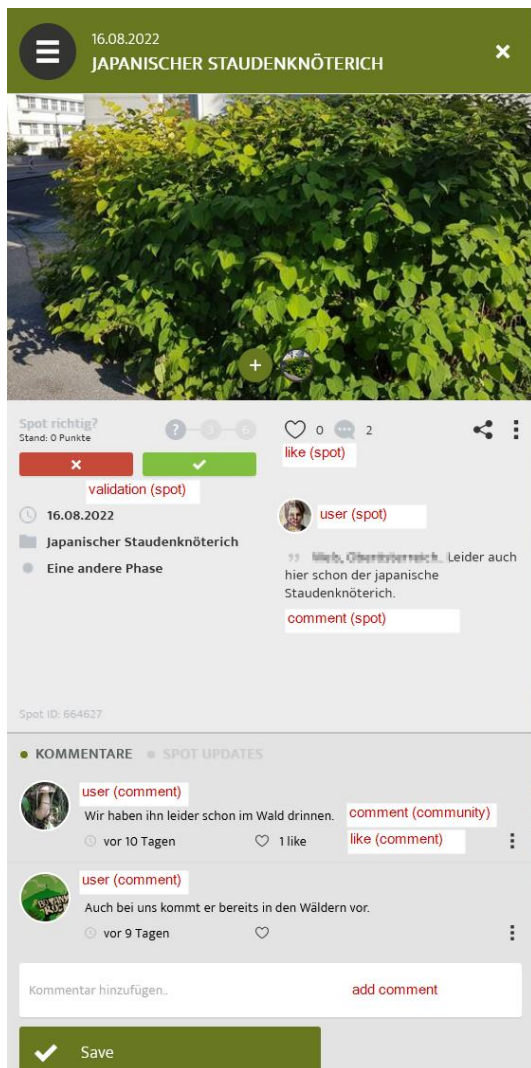 16.08.2022
JAPANISCHER STAUDENKNÖTERICH
Spot richtig?
Stand: 0 Punkte
? 3 6
validation (spot)
16.08.2022
Japanischer Staudenknöterich
Eine andere Phase
Spot ID: 664627
0 2
like (spot)
user (spot)
Leider auch
hier schon der japanische
Staudenknöterich.
comment (spot)
KOMMENTARE SPOT UPDATES
user (comment)
Wir haben ihn leider schon im Wald drinnen. comment (community)
vor 10 Tagen 1 like like (comment)
user (comment)
Auch bei uns kommt er bereits in den Wäldern vor.
vor 9 Tagen
Kommentar hinzufügen.. add comment
Save